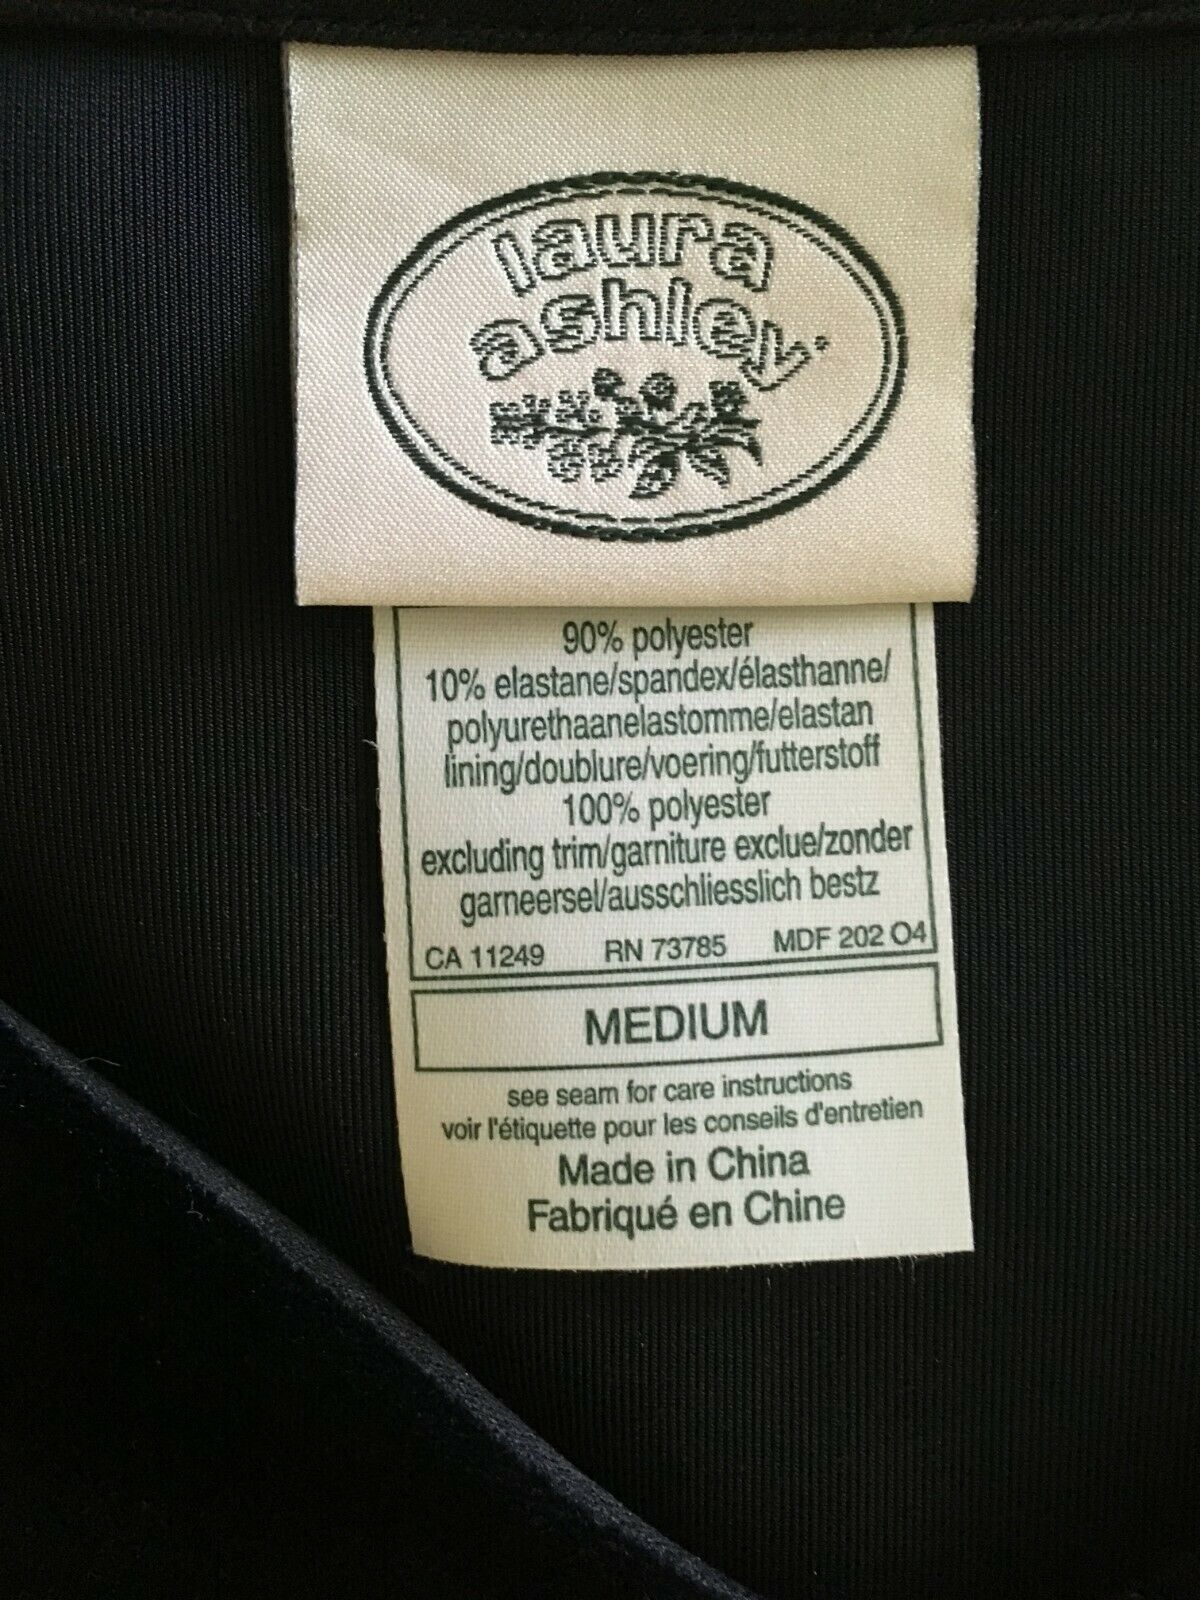 laura
ashley
90% polyester
10% elastane/spandex/élasthanne/
polyurethaanelastomme/elastan
lining/doublure/voering/futterstoff
100% polyester
excluding trim/garniture exclue/zonder
garneersel/ausschliesslich bestz
CA 11249 RN 73785 MDF 202 O4
MEDIUM
see seam for care instructions
voir l'étiquette pour les conseils d'entretien
Made in China
Fabriqué en Chine